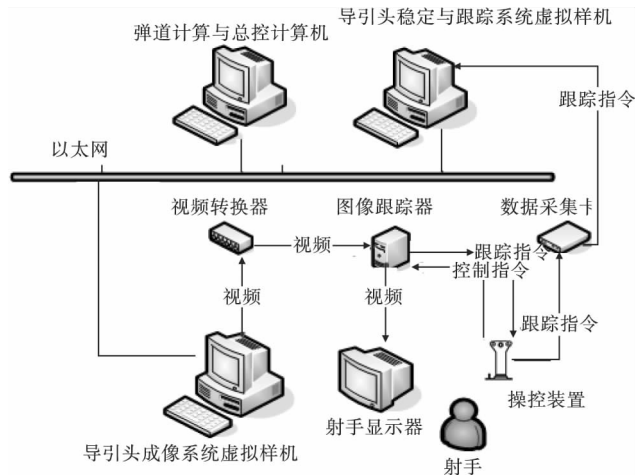 弹道计算与总控计算机
导引头稳定与跟踪系统虚拟样机
跟踪指令
以太网
视频转换器
图像跟踪器
数据采集卡
视频
跟踪指令
控制指令
视频
视频
跟踪指令
操控装置
射手显示器
导引头成像系统虚拟样机
射手